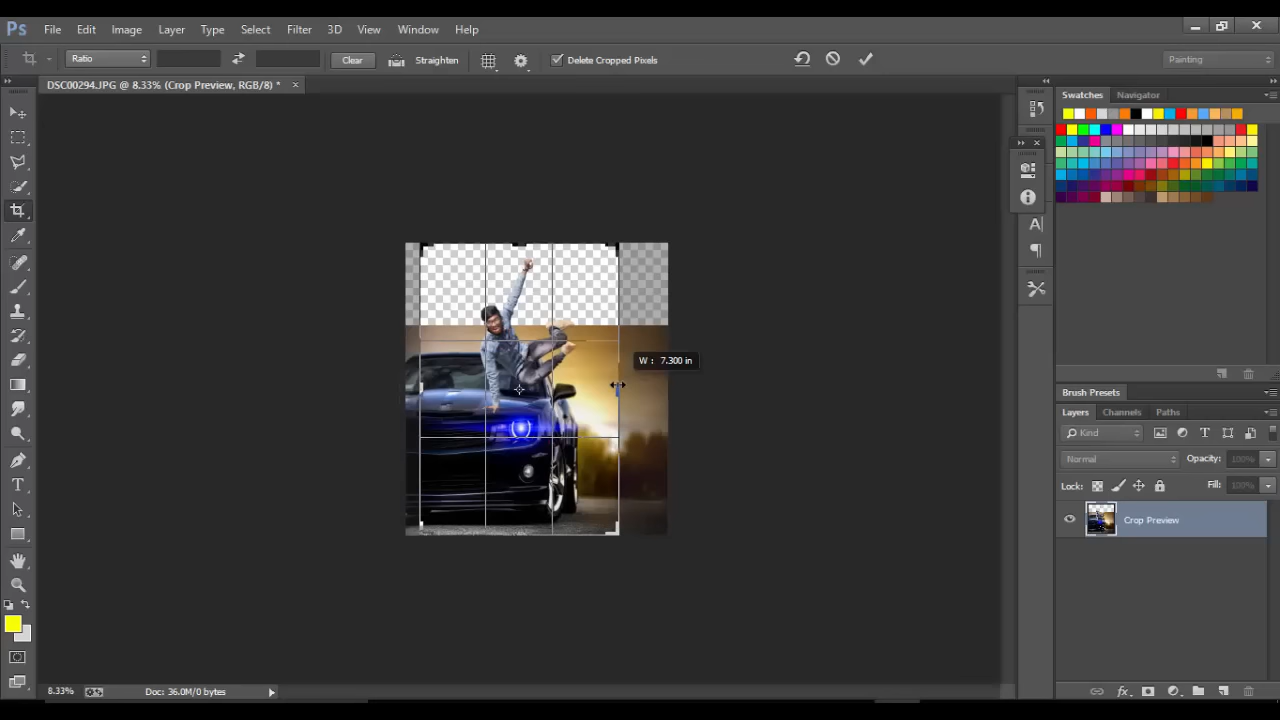 Ps File Edit Image Layer Type Select Filter 3D View Window Help
Ratio Clear Straighten Delete Cropped Pixels Painting
DSC00294.JPG @ 8.33% (Crop Preview, RGB/8) *
Swatches Navigator
W : 7.300 in
Brush Presets
Layers Channels Paths
Kind
Normal Opacity: 100%
Lock: Fill: 100%
Crop Preview
8.33% Doc: 36.0M/0 bytes